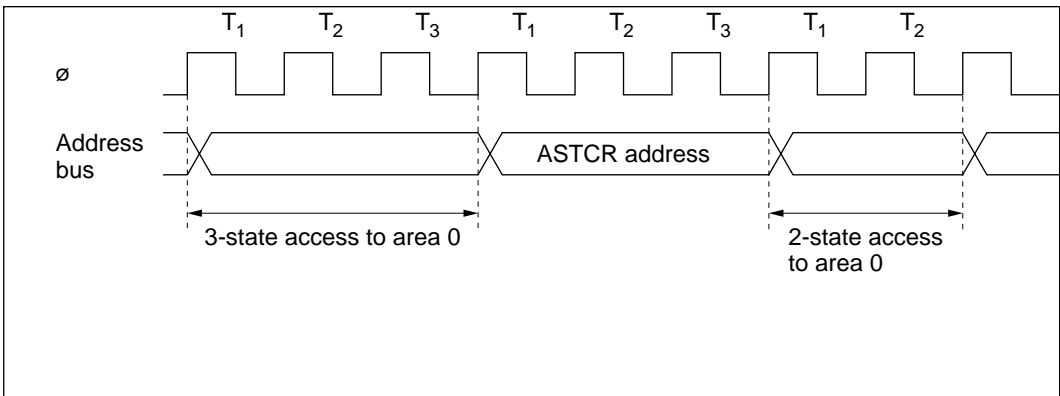 T1 T2 T3 T1 T2 T3 T1 T2
ø
Address
bus
ASTCR address
3-state access to area 0
2-state access
to area 0